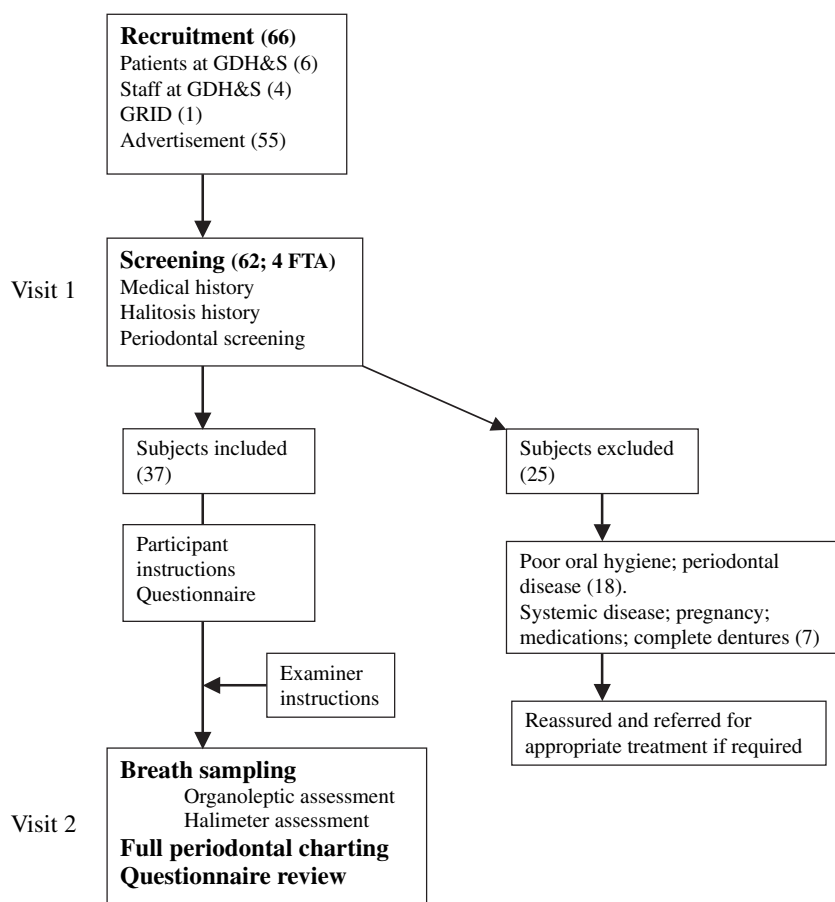 Recruitment (66)
Patients at GDH&S (6)
Staff at GDH&S (4)
GRID (1)
Advertisement (55)
Visit 1
Screening (62; 4 FTA)
Medical history
Halitosis history
Periodontal screening
Subjects included
(37)
Subjects excluded
(25)
Participant
instructions
Questionnaire
Poor oral hygiene; periodontal
disease (18).
Systemic disease; pregnancy;
medications; complete dentures (7)
Examiner
instructions
Reassured and referred for
appropriate treatment if required
Visit 2
Breath sampling
Organoleptic assessment
Halimeter assessment
Full periodontal charting
Questionnaire review